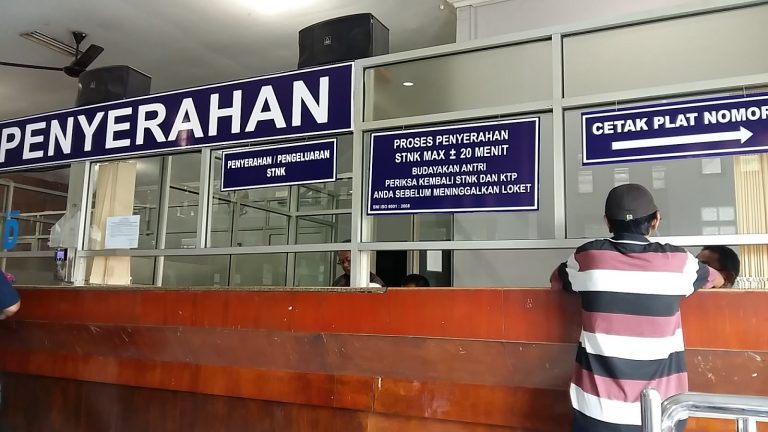 PENYERAHAN
PENYERAHAN / PENGELUARAN
STNK
PROSES PENYERAHAN
STNK MAX ± 20 MENIT
BUDAYAKAN ANTRI
PERIKSA KEMBALI STNK DAN KTP
ANDA SEBELUM MENINGGALKAN LOKET
CETAK PLAT NOMOR